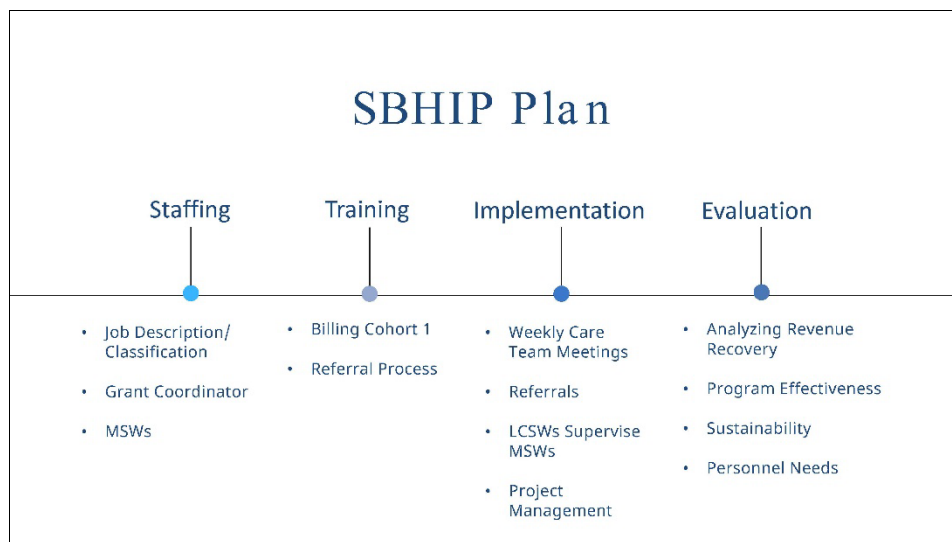 SBHIP Plan
Staffing
Training
Implementation
Evaluation
• Job Description/
Classification
• Grant Coordinator
• MSWs
• Billing Cohort 1
• Referral Process
• Weekly Care
Team Meetings
• Referrals
• LCSWs Supervise
MSWs
• Project
Management
• Analyzing Revenue
Recovery
• Program Effectiveness
• Sustainability
• Personnel Needs